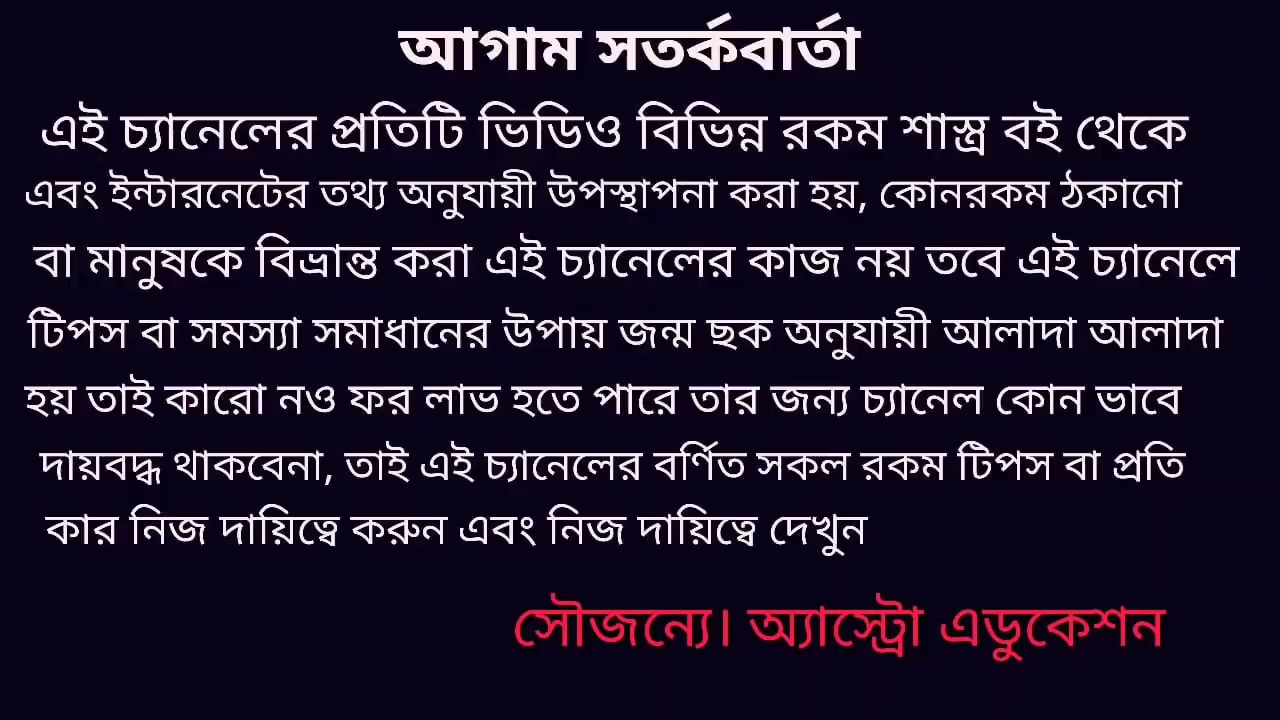 আগাম সতর্কবার্তা
এই চ্যানেলের প্রতিটি ভিডিও বিভিন্ন রকম শাস্ত্র বই থেকে
এবং ইন্টারনেটের তথ্য অনুযায়ী উপস্থাপনা করা হয়, কোনরকম ঠকানো
বা মানুষকে বিভ্রান্ত করা এই চ্যানেলের কাজ নয় তবে এই চ্যানেলে
টিপস বা সমস্যা সমাধানের উপায় জন্ম ছক অনুযায়ী আলাদা আলাদা
হয় তাই কারো নও ফর লাভ হতে পারে তার জন্য চ্যানেল কোন ভাবে
দায়বদ্ধ থাকবেনা, তাই এই চ্যানেলের বর্ণিত সকল রকম টিপস বা প্রতি
কার নিজ দায়িত্বে করুন এবং নিজ দায়িত্বে দেখুন
সৌজন্যে। অ্যাস্ট্রো এডুকেশন